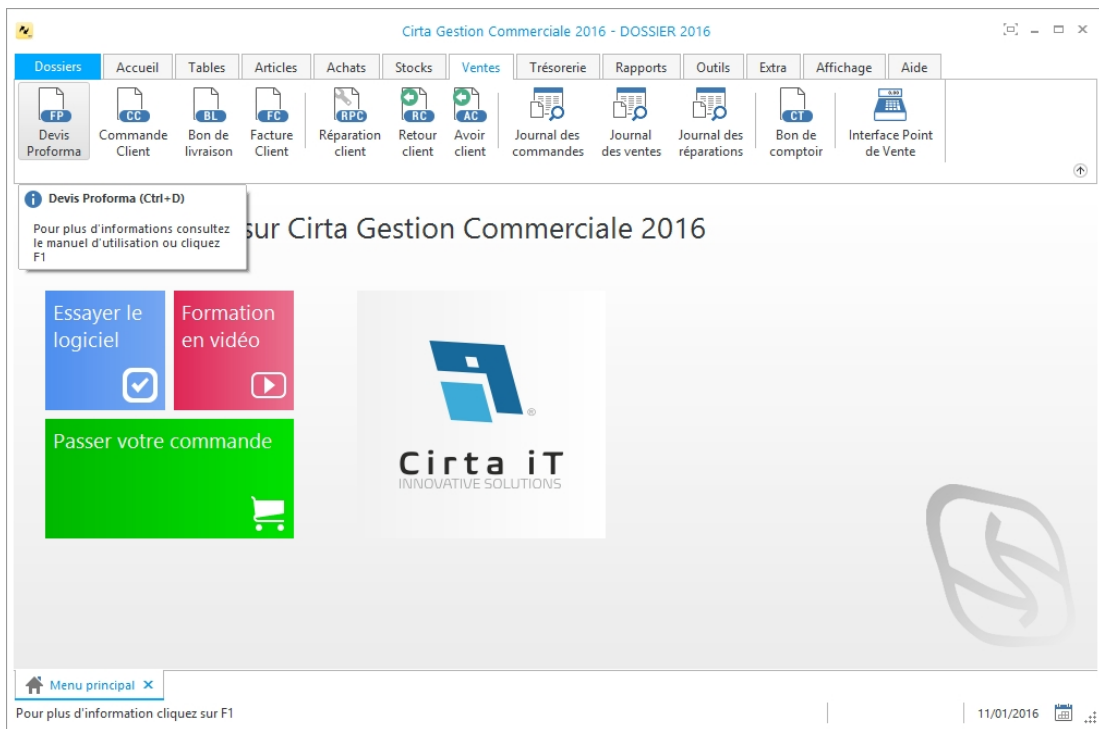 Cirta Gestion Commerciale 2016 - DOSSIER 2016
Dossiers Accueil Tables Articles Achats Stocks Ventes Trésorerie Rapports Outils Extra Affichage Aide
FP CC BL FC RPC RC AC CT 0.00
Devis Commande Bon de Facture Réparation Retour Avoir Journal des Journal Journal des Bon de Interface Point
Proforma Client livraison Client client client client commandes des ventes réparations comptoir de Vente
Devis Proforma (Ctrl+D)
Pour plus d'informations consultez
le manuel d'utilisation ou cliquez
F1
sur Cirta Gestion Commerciale 2016
Essayer le
logiciel
Formation
en vidéo
Passer votre commande
®
Cirta iT
INNOVATIVE SOLUTIONS
Menu principal
Pour plus d'information cliquez sur F1
11/01/2016